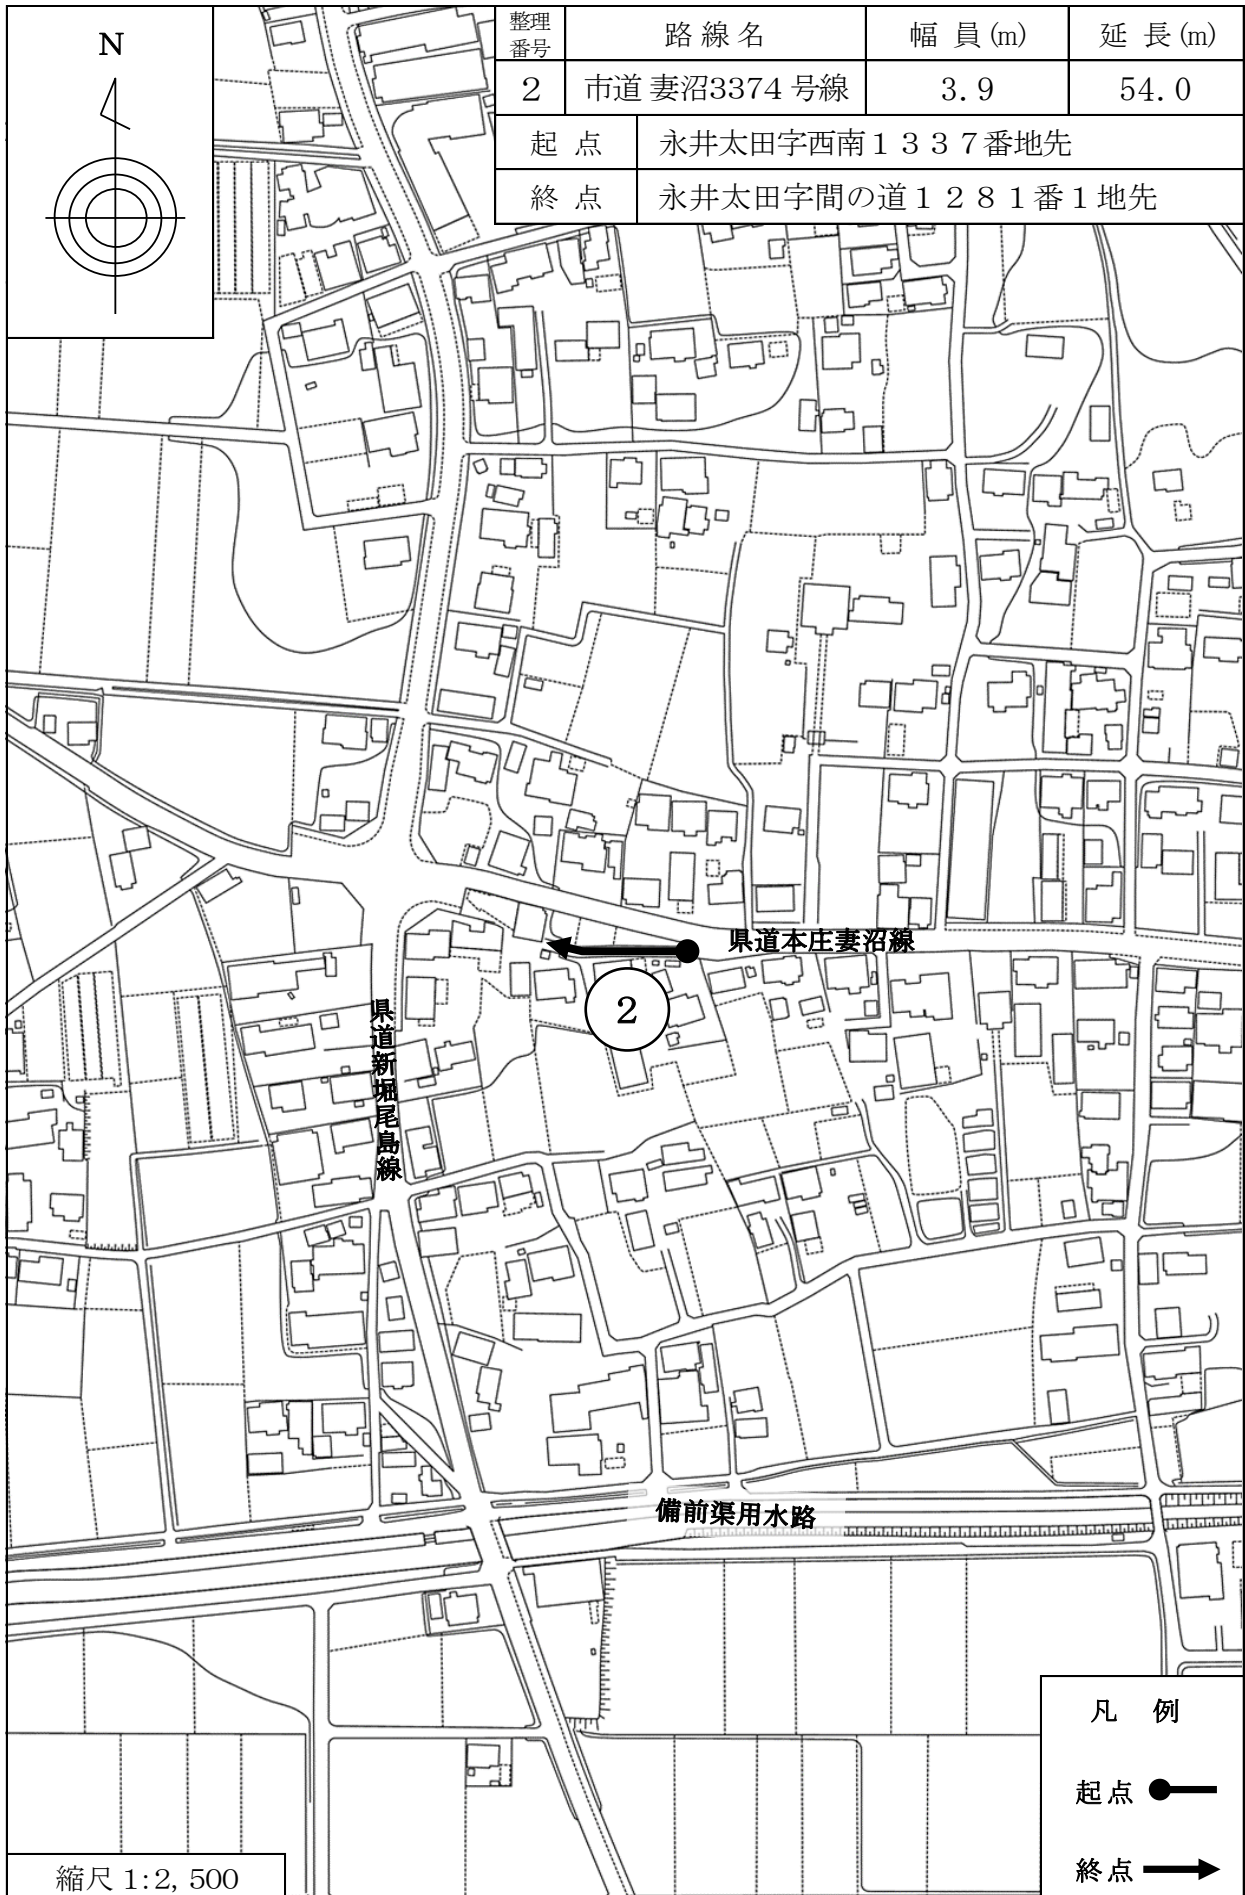 N
整理
番号
路線名
幅 員 (m)
延 長 (m)
2
市道 妻沼3374 号線
3.9
54.0
起 点
永井太田字西南１３３７番地先
終 点
永井太田字間の道１２８１番１地先
県道本庄妻沼線
2
県道新堀尾島線
備前渠用水路
凡 例
起点
終点
縮尺 1:2,500